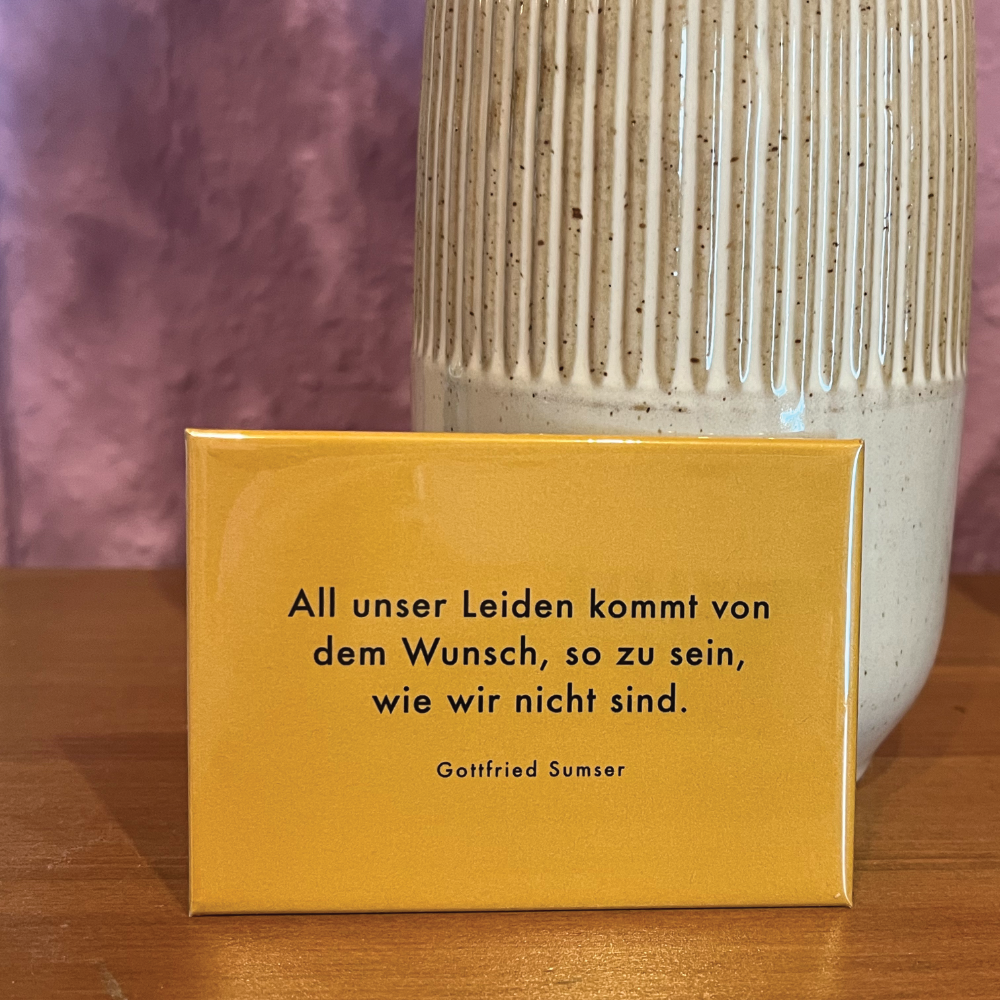 All unser Leiden kommt von
dem Wunsch, so zu sein,
wie wir nicht sind.
Gottfried Sumser